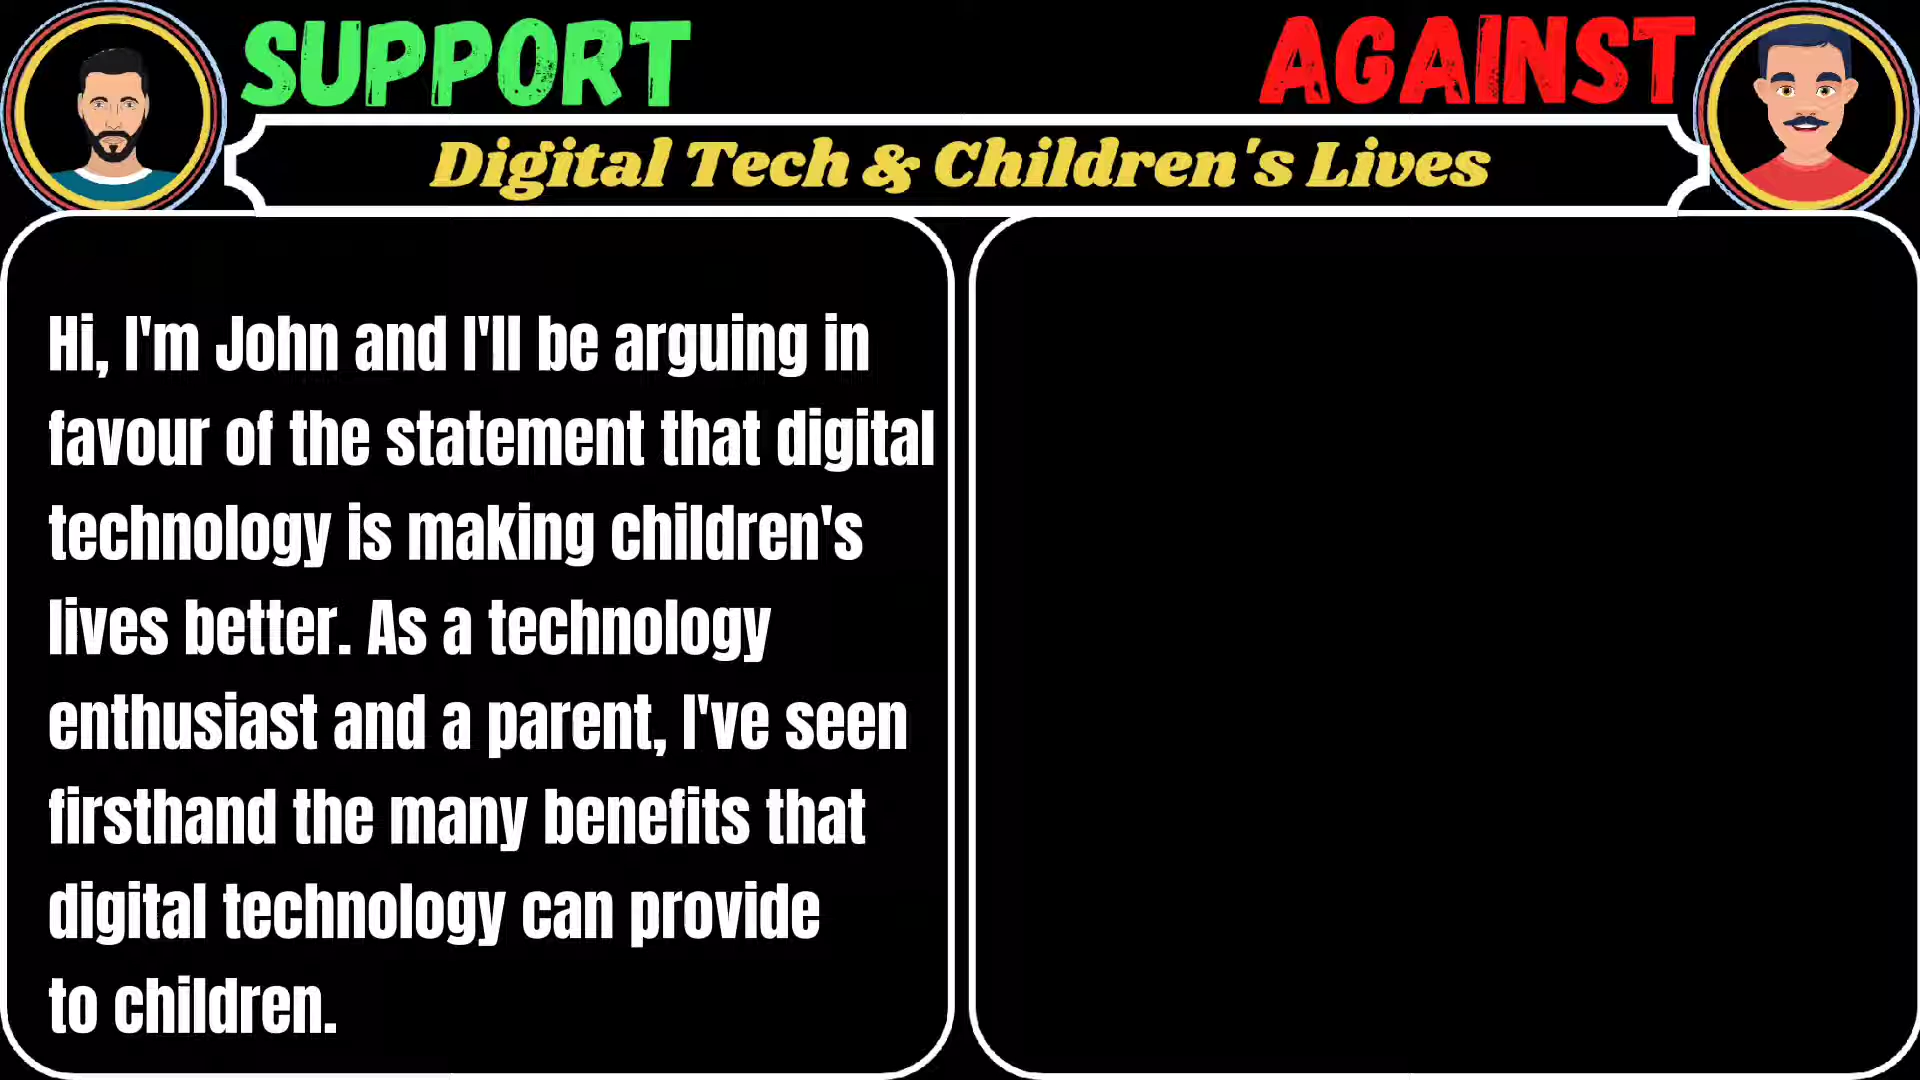 SUPPORT
AGAINST
Digital Tech & Children's Lives
Hi, I'm John and I'll be arguing in
favour of the statement that digital
technology is making children's
lives better. As a technology
enthusiast and a parent, I've seen
firsthand the many benefits that
digital technology can provide
to children.